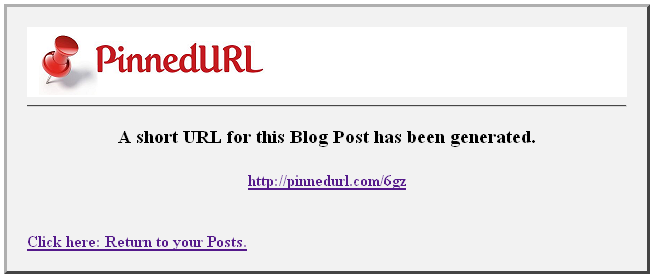 PinnedURL
A short URL for this Blog Post has been generated.
http://pinnedurl.com/6gz
Click here: Return to your Posts.